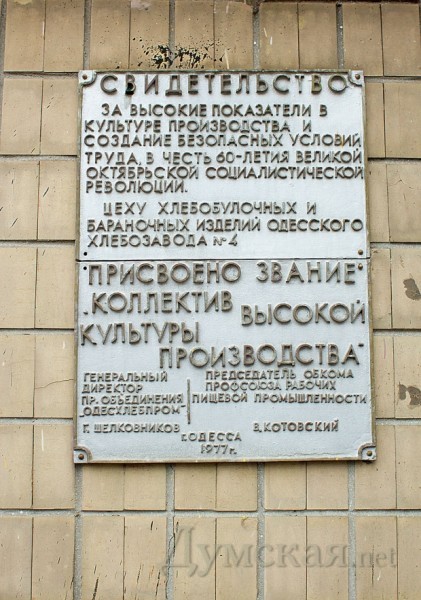 СВИДЕТЕЛЬСТВО
ЗА ВЫСОКИЕ ПОКАЗАТЕЛИ В
КУЛЬТУРЕ ПРОИЗВОДСТВА И
СОЗДАНИЕ БЕЗОПАСНЫХ УСЛОВИЙ
ТРУДА, В ЧЕСТЬ 60-ЛЕТИЯ ВЕЛИКОЙ
ОКТЯБРЬСКОЙ СОЦИАЛИСТИЧЕСКОЙ
РЕВОЛЮЦИИ.
ЦЕХУ ХЛЕБОБУЛОЧНЫХ И
БАРАНОЧНЫХ ИЗДЕЛИЙ ОДЕССКОГО
ХЛЕБОЗАВОДА №4
ПРИСВОЕНО ЗВАНИЕ
„КОЛЛЕКТИВ ВЫСОКОЙ
КУЛЬТУРЫ
ПРОИЗВОДСТВА"
ГЕНЕРАЛЬНЫЙ
ДИРЕКТОР
ПР. ОБЪЕДИНЕНИЯ
„ОДЕСХЛЕБПРОМ"
Г. ШЕЛКОВНИКОВ
ПРЕДСЕДАТЕЛЬ ОБКОМА
ПРОФСОЮЗА РАБОЧИХ
ПИЩЕВОЙ ПРОМЫШЛЕННОСТИ
В. КОТОВСКИЙ
Г. ОДЕССА
1977 г.
Думская.net